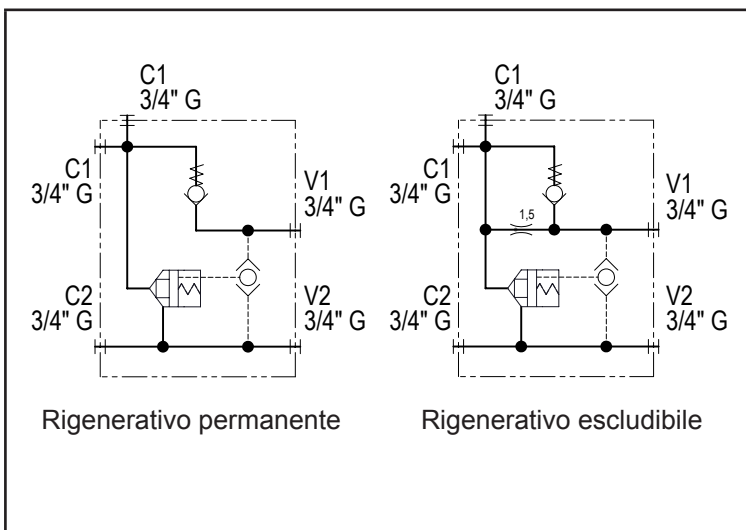 C1
3/4" G
C1
3/4" G
V1
3/4" G
C2
3/4" G
V2
3/4" G
Rigenerativo permanente
C1
3/4" G
C1
3/4" G
1,5
V1
3/4" G
C2
3/4" G
V2
3/4" G
Rigenerativo escludibile